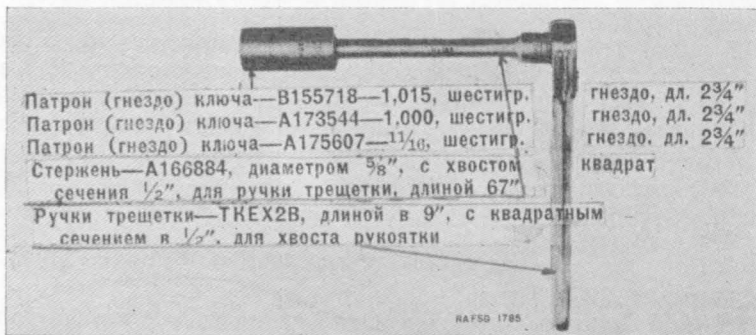 Патрон (гнездо) ключа—В155718—1,015, шестигр. гнездо, дл. 2¾″
Патрон (гнездо) ключа—А173544—1,000, шестигр. гнездо, дл. 2¾″
Патрон (гнездо) ключа—А175607—11/16, шестигр. гнездо, дл. 2¾″
Стержень—А166884, диаметром ⅝″, с хвостом квадрат
сечения ½″, для ручки трещетки, длиной 67″
Ручки трещетки—ТКЕХ2В, длиной в 9″, с квадратным
сечением в ½″, для хвоста рукоятки
RAFSD 1785